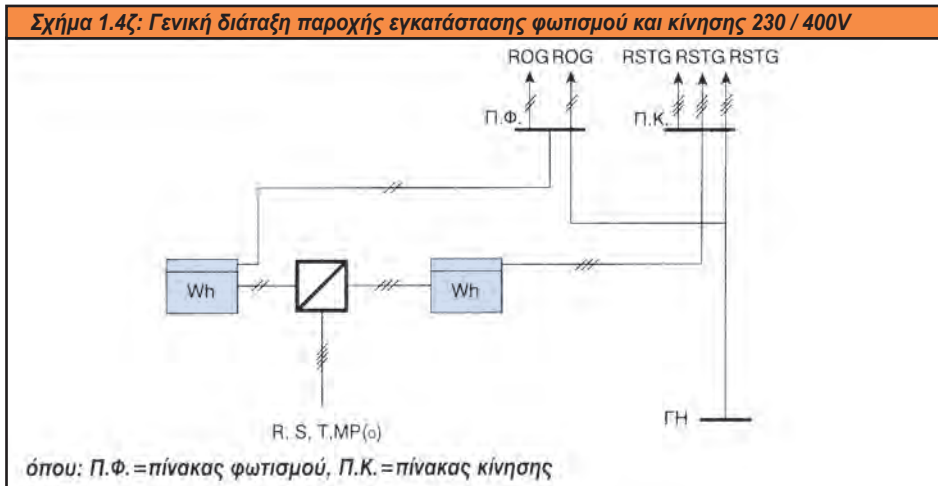 Σχήμα 1.4ζ: Γενική διάταξη παροχής εγκατάστασης φωτισμού και κίνησης 230 / 400V
ROG ROG RSTG RSTG RSTG
Π.Φ. Π.Κ.
Wh Wh
ΓΗ
R. S, T.MP(o)
όπου: Π.Φ.=πίνακας φωτισμού, Π.Κ.=πίνακας κίνησης